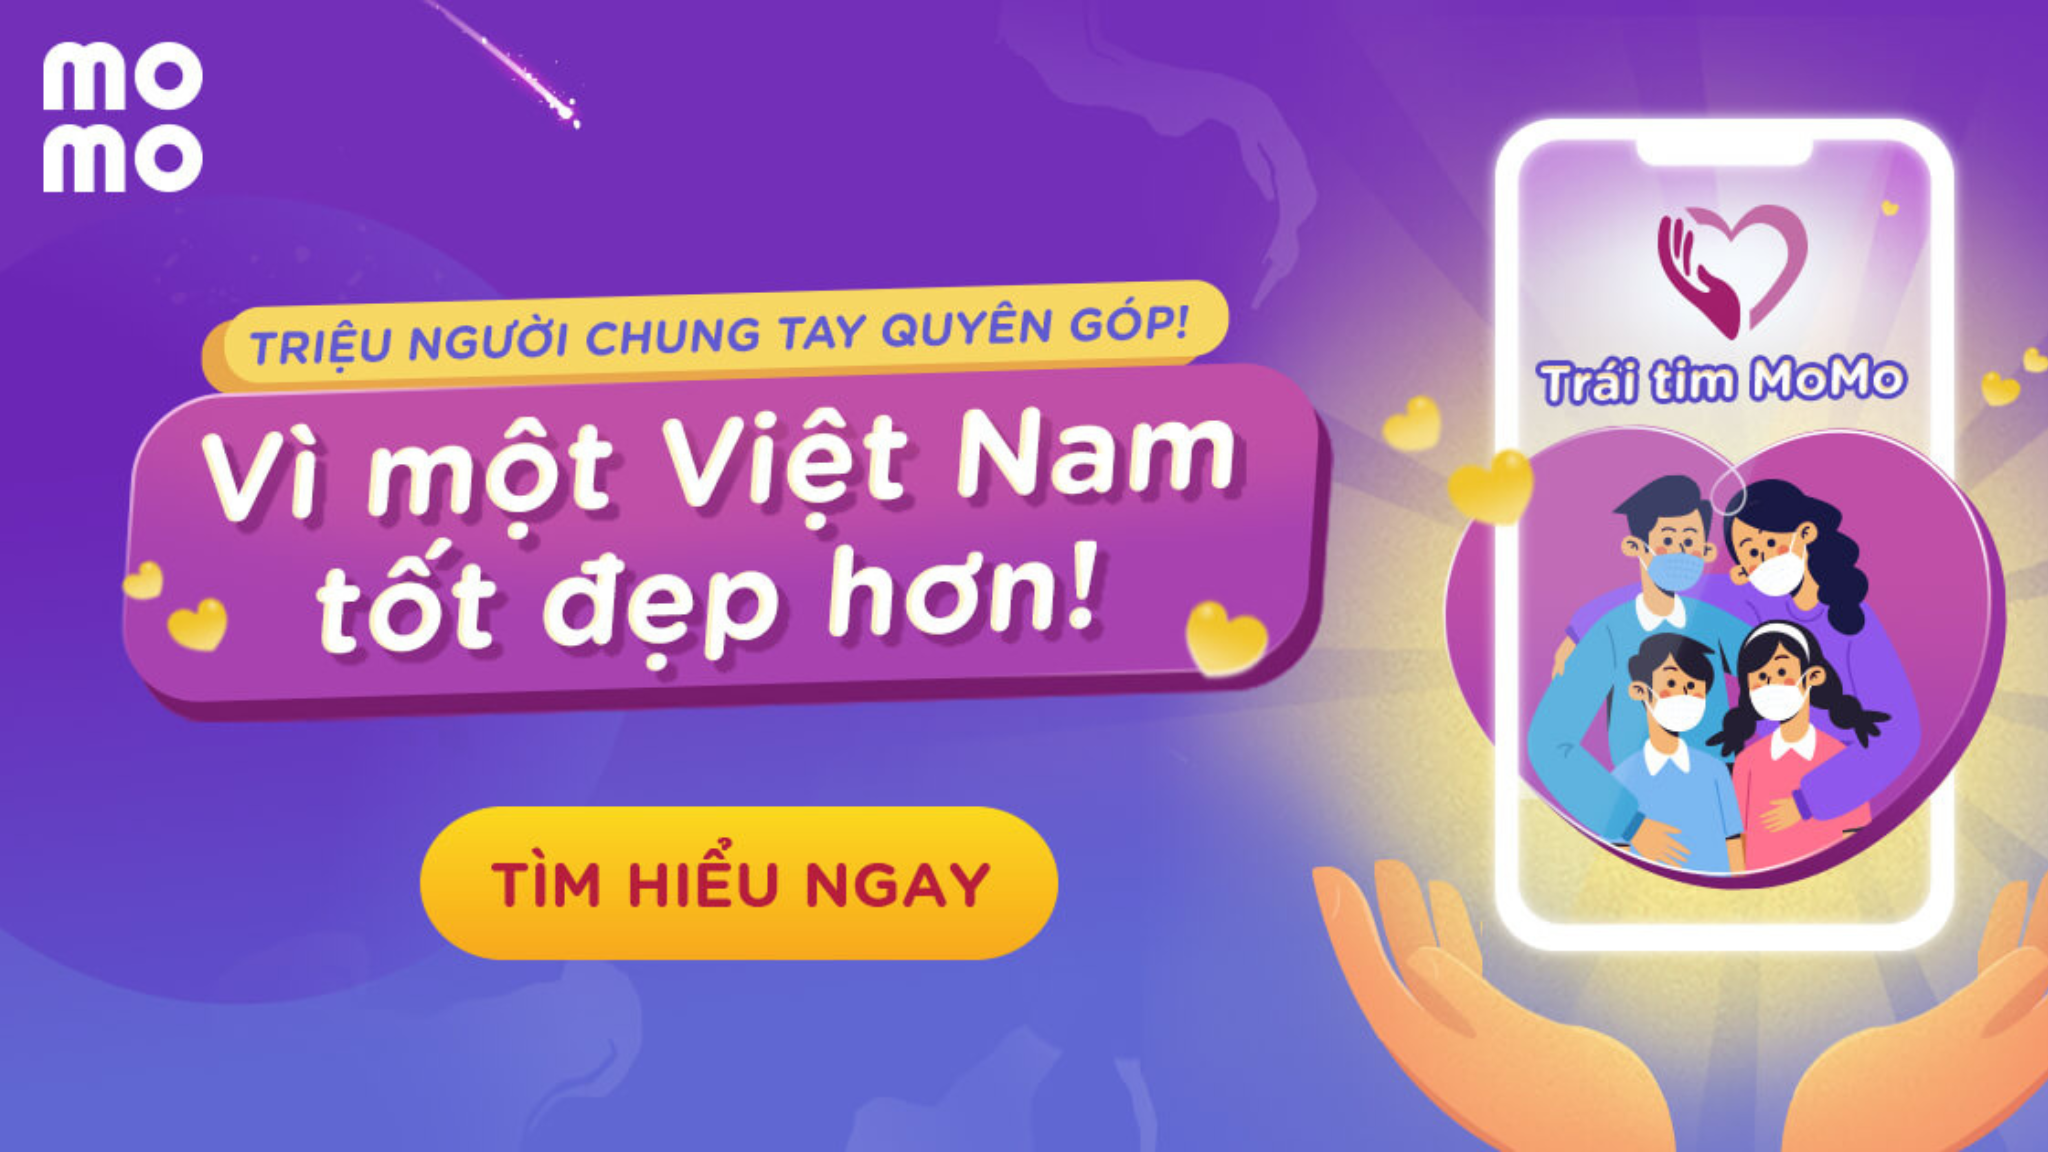 mo
mo
TRIỆU NGƯỜI CHUNG TAY QUYÊN GÓP!
Vì một Việt Nam
tốt đẹp hơn!
TÌM HIỂU NGAY
Trái tim MoMo